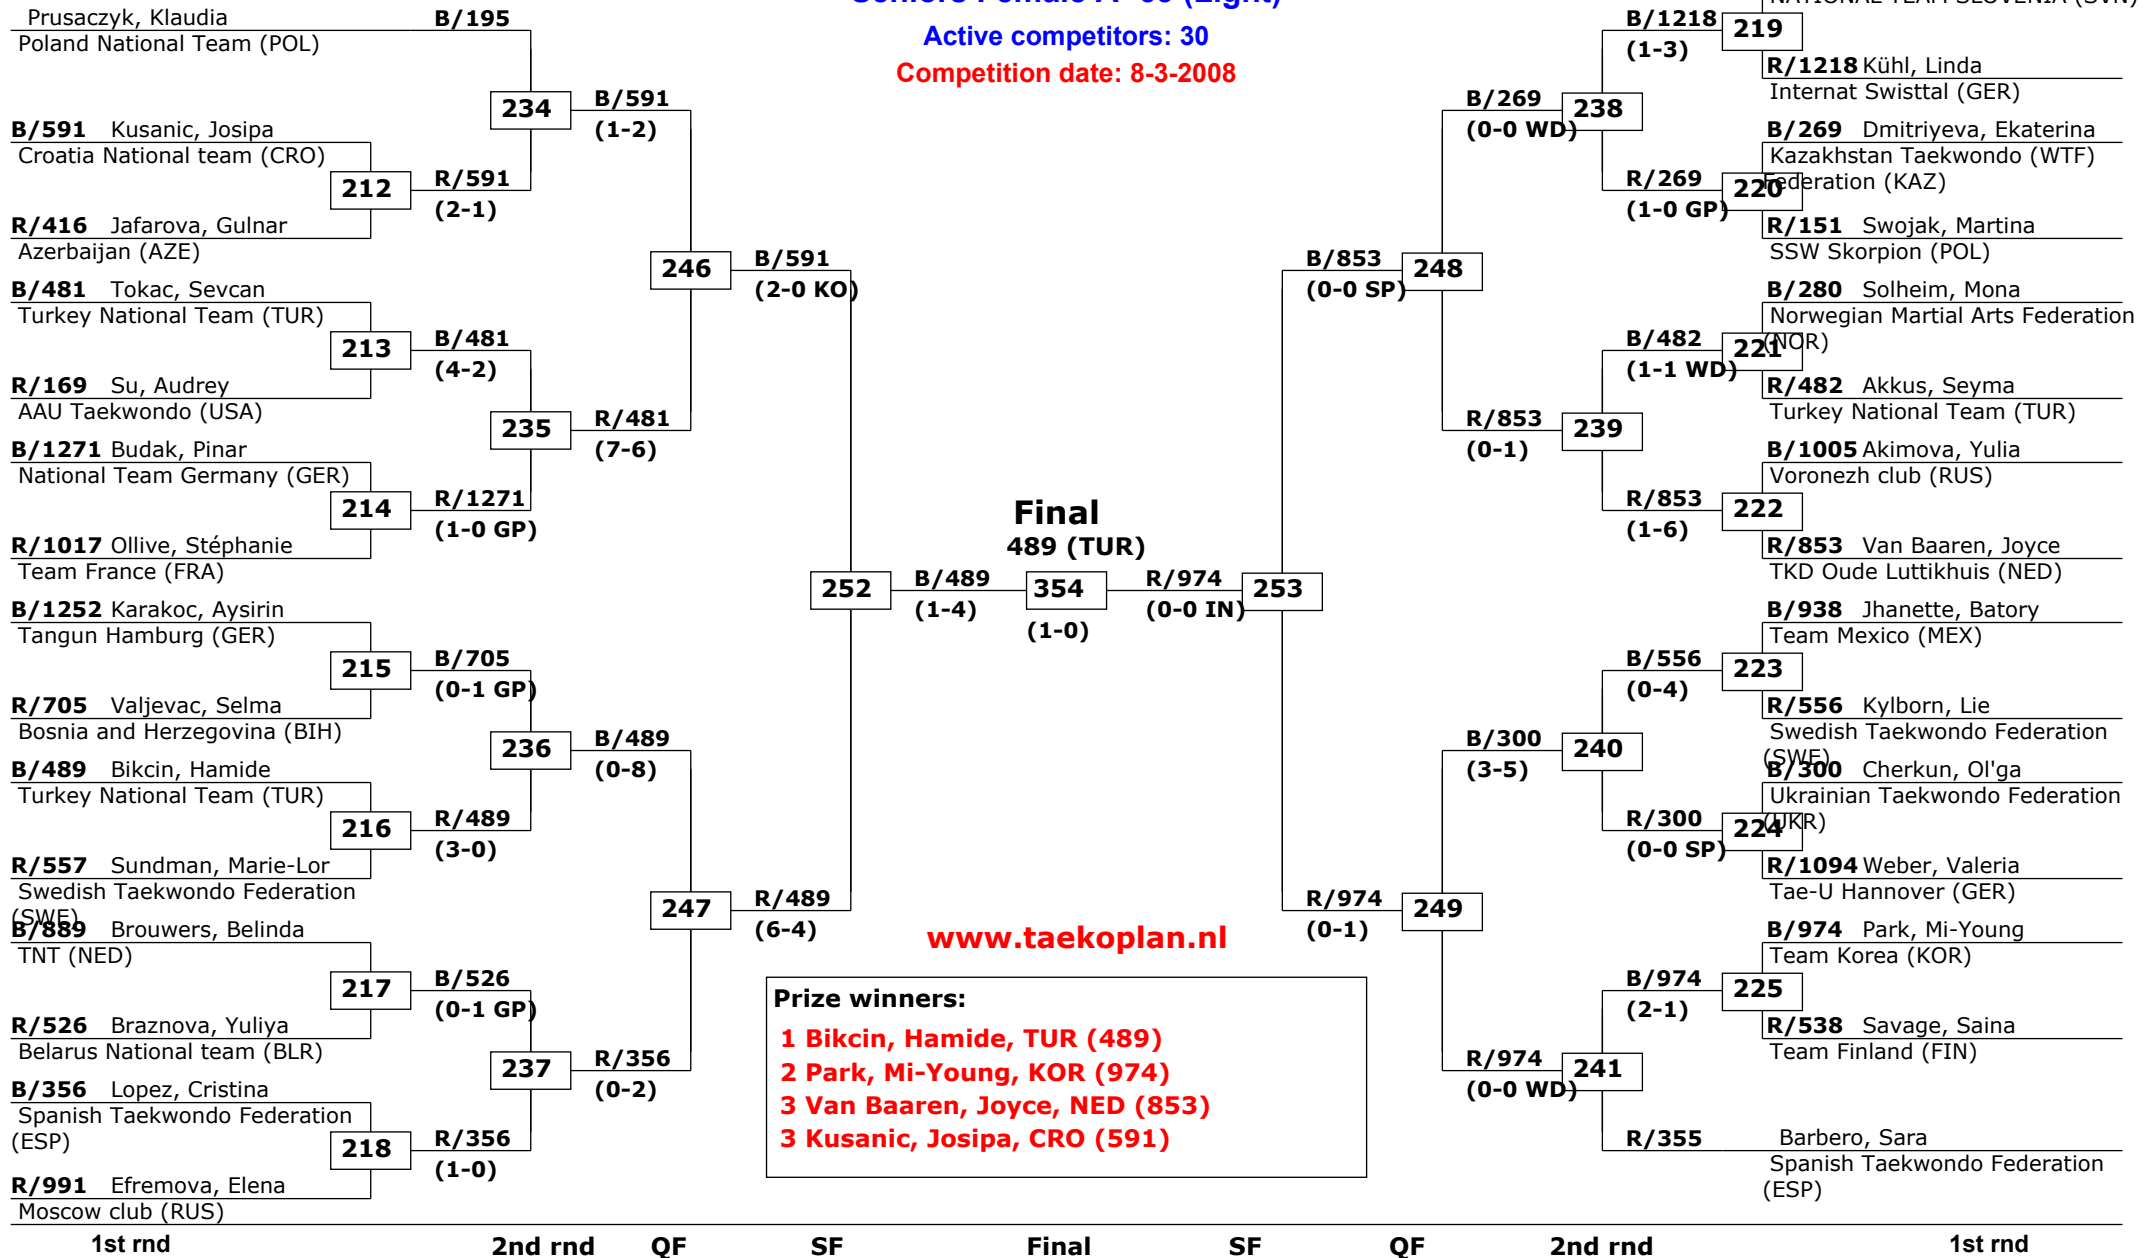 Seniors Female A -63 (Light)
Active competitors: 30
Competition date: 8-3-2008
Prusaczyk, Klaudia
Poland National Team (POL)
B/195
B/591 Kusanic, Josipa
Croatia National team (CRO)
212
R/591
(2-1)
R/416 Jafarova, Gulnar
Azerbaijan (AZE)
234
B/591
(1-2)
B/481 Tokac, Sevcan
Turkey National Team (TUR)
213
B/481
(4-2)
R/169 Su, Audrey
AAU Taekwondo (USA)
235
R/481
(7-6)
B/1271 Budak, Pinar
National Team Germany (GER)
214
R/1271
(1-0 GP)
R/1017 Ollive, Stéphanie
Team France (FRA)
246
B/591
(2-0 KO)
B/1252 Karakoc, Aysirin
Tangun Hamburg (GER)
215
B/705
(0-1 GP)
R/705 Valjevac, Selma
Bosnia and Herzegovina (BIH)
236
B/489
(0-8)
B/489 Bikcin, Hamide
Turkey National Team (TUR)
216
R/489
(3-0)
R/557 Sundman, Marie-Lor
Swedish Taekwondo Federation
(SWE)
247
R/489
(6-4)
B/889 Brouwers, Belinda
TNT (NED)
217
B/526
(0-1 GP)
R/526 Braznova, Yuliya
Belarus National team (BLR)
237
R/356
(0-2)
B/356 Lopez, Cristina
Spanish Taekwondo Federation
(ESP)
218
R/356
(1-0)
R/991 Efremova, Elena
Moscow club (RUS)
252
B/489
(1-4)
Final
489 (TUR)
354
(1-0)
R/974
(0-0 IN)
253
NATIONAL TEAM SLOVENIA (SVN)
B/1218
(1-3)
219
R/1218 Kühl, Linda
Internat Swisttal (GER)
B/269
(0-0 WD)
238
B/269 Dmitriyeva, Ekaterina
Kazakhstan Taekwondo (WTF)
Federation (KAZ)
R/269
(1-0 GP)
220
R/151 Swojak, Martina
SSW Skorpion (POL)
B/853
(0-0 SP)
248
B/280 Solheim, Mona
Norwegian Martial Arts Federation
(NOR)
B/482
(1-1 WD)
221
R/482 Akkus, Seyma
Turkey National Team (TUR)
R/853
(0-1)
239
B/1005 Akimova, Yulia
Voronezh club (RUS)
R/853
(1-6)
222
R/853 Van Baaren, Joyce
TKD Oude Luttikhuis (NED)
B/938 Jhanette, Batory
Team Mexico (MEX)
B/556
(0-4)
223
R/556 Kylborn, Lie
Swedish Taekwondo Federation
(SWE)
B/300
(3-5)
240
B/300 Cherkun, Ol'ga
Ukrainian Taekwondo Federation
(UKR)
R/300
(0-0 SP)
224
R/1094 Weber, Valeria
Tae-U Hannover (GER)
R/974
(0-1)
249
B/974 Park, Mi-Young
Team Korea (KOR)
B/974
(2-1)
225
R/538 Savage, Saina
Team Finland (FIN)
R/974
(0-0 WD)
241
R/355 Barbero, Sara
Spanish Taekwondo Federation
(ESP)
www.taekoplan.nl
Prize winners:
1 Bikcin, Hamide, TUR (489)
2 Park, Mi-Young, KOR (974)
3 Van Baaren, Joyce, NED (853)
3 Kusanic, Josipa, CRO (591)
1st rnd 2nd rnd QF SF Final SF QF 2nd rnd 1st rnd